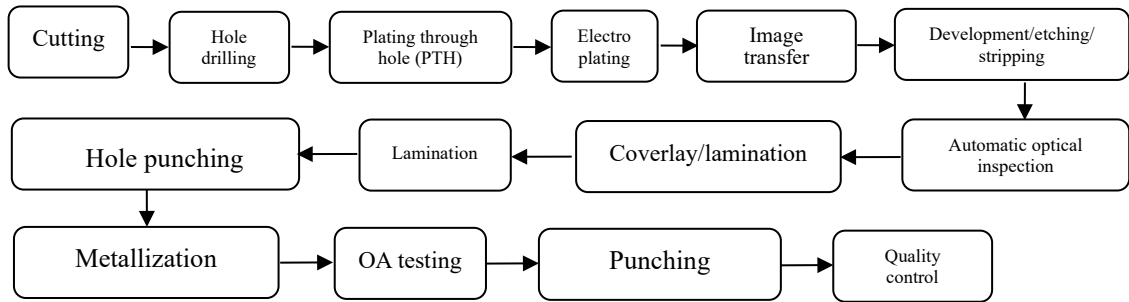 Cutting
Hole
drilling
Plating through
hole (PTH)
Electro
plating
Image
transfer
Development/etching/
stripping
Automatic optical
inspection
Coverlay/lamination
Lamination
Hole punching
Metallization
OA testing
Punching
Quality
control